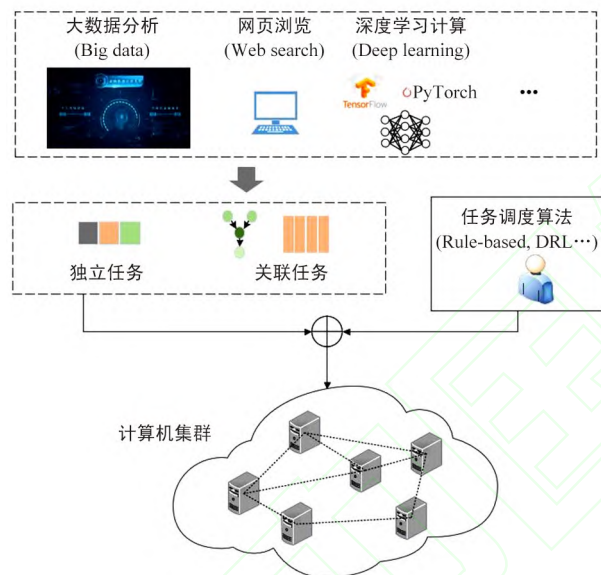 大数据分析
(Big data)
网页浏览
(Web search)
深度学习计算
(Deep learning)
TensorFlow
PyTorch
...
独立任务
关联任务
任务调度算法
(Rule-based, DRL…)
计算机集群